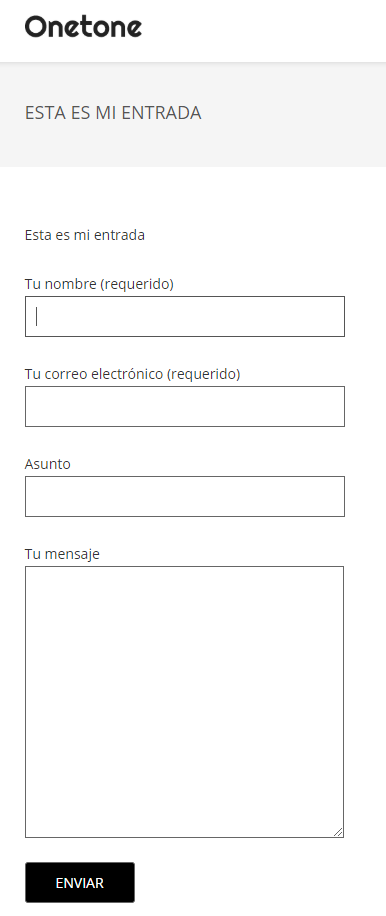 Onetone
ESTA ES MI ENTRADA
Esta es mi entrada
Tu nombre (requerido)
Tu correo electrónico (requerido)
Asunto
Tu mensaje
ENVIAR